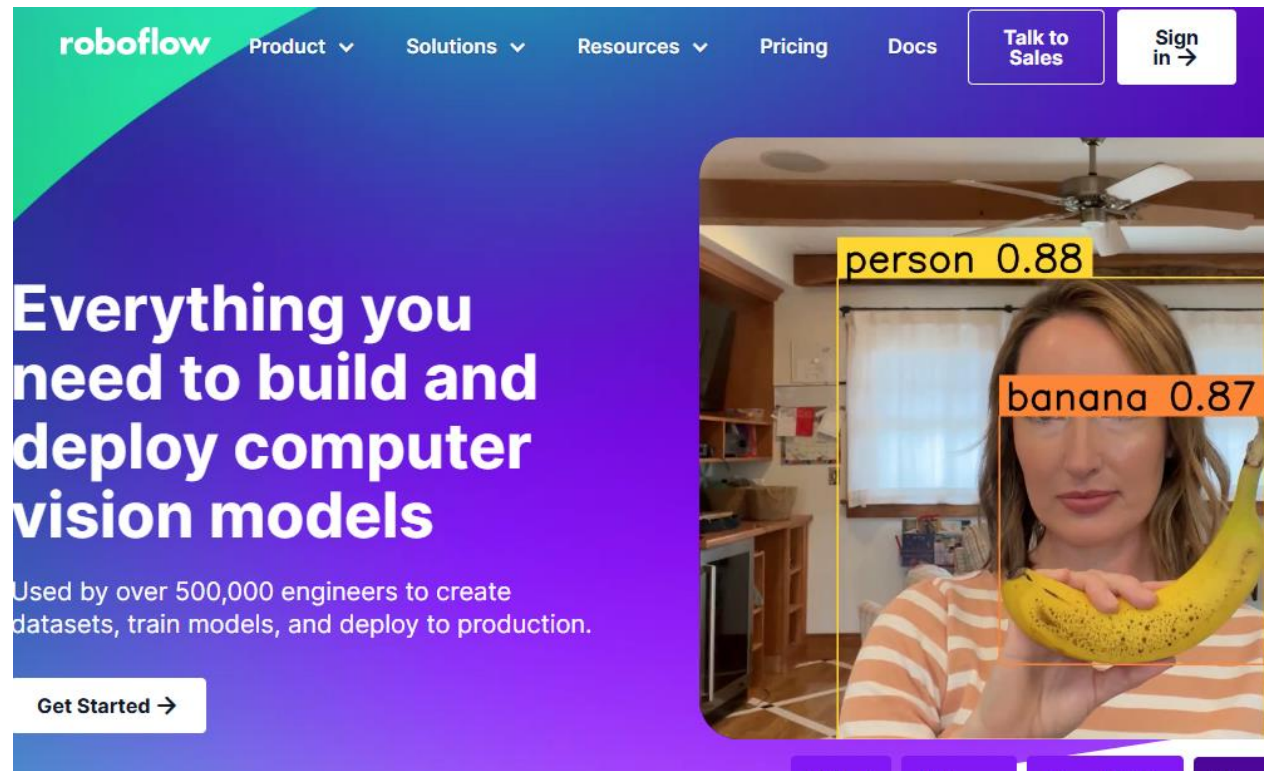 roboflow
Product
Solutions
Resources
Pricing
Docs
Talk to
Sales
Sign
in →
Everything you
need to build and
deploy computer
vision models
Used by over 500,000 engineers to create
datasets, train models, and deploy to production.
Get Started →
person 0.88
banana 0.87